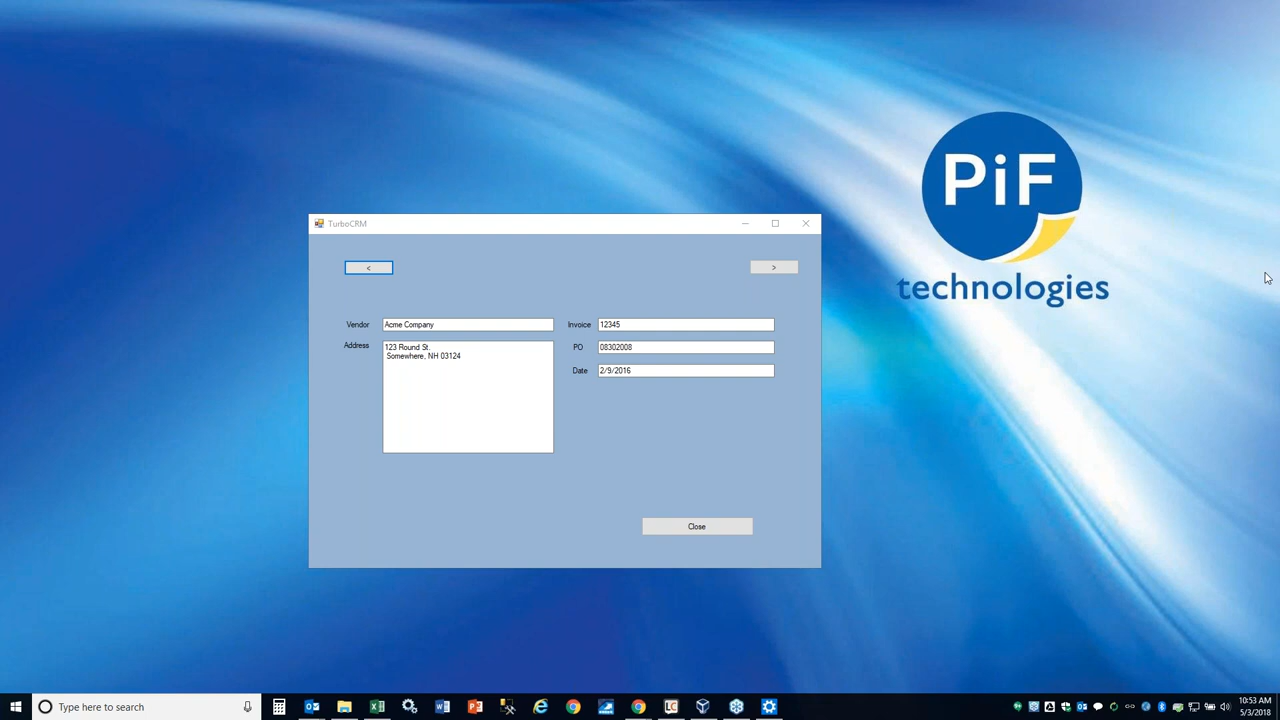 PiF
technologies
TurboCRM
<
>
Vendor
Acme Company
Invoice
12345
Address
123 Round St.
Somewhere, NH 03124
PO
08302008
Date
2/9/2016
Close
Type here to search
10:53 AM
5/3/2018